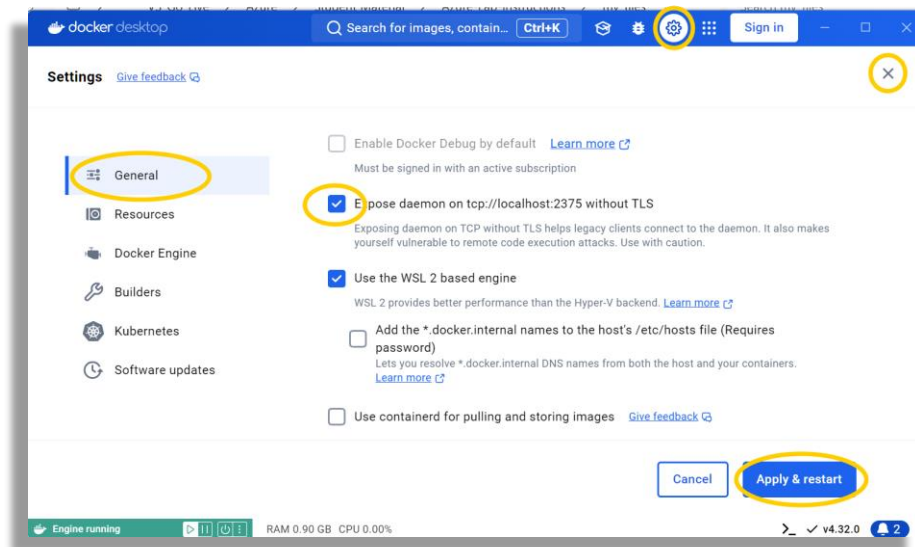 docker desktop
Search for images, contain... Ctrl+K
Sign in
Settings Give feedback
General
Resources
Docker Engine
Builders
Kubernetes
Software updates
Enable Docker Debug by default Learn more
Must be signed in with an active subscription
Expose daemon on tcp://localhost:2375 without TLS
Exposing daemon on TCP without TLS helps legacy clients connect to the daemon. It also makes
yourself vulnerable to remote code execution attacks. Use with caution.
Use the WSL 2 based engine
WSL 2 provides better performance than the Hyper-V backend. Learn more
Add the *.docker.internal names to the host's /etc/hosts file (Requires
password)
Lets you resolve *.docker.internal DNS names from both the host and your containers.
Learn more
Use containerd for pulling and storing images Give feedback
Cancel Apply & restart
Engine running RAM 0.90 GB CPU 0.00% v4.32.0 2